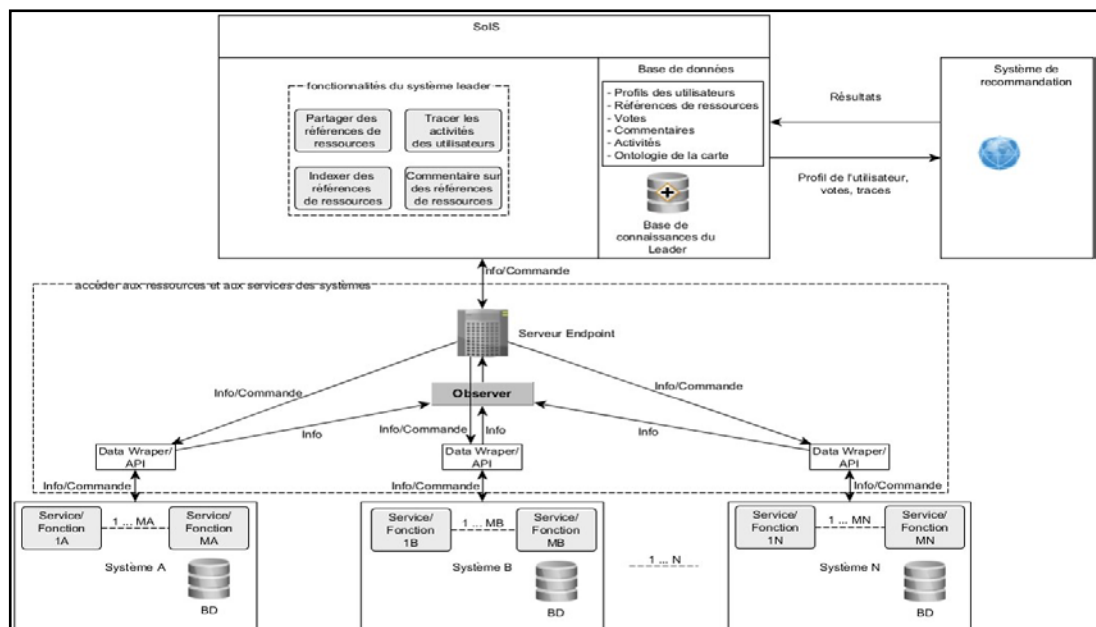 SoIS
fonctionnalités du système leader
Partager des
références de
ressources
Tracer les
activités
des utilisateurs
Indexer des
références
de ressources
Commentaire sur
des références
de ressources
Base de données
- Profils des utilisateurs
- Références de ressources
- Votes
- Commentaires
- Activités
- Ontologie de la carte
Base de
connaissances du
Leader
Résultats
Profil de l'utilisateur,
votes, traces
Système de
recommandation
Info/Commande
accéder aux ressources et aux services des systèmes
Serveur Endpoint
Info/Commande
Info/Commande
Observer
Info
Info/Commande
Info
Info
Data Wraper/
API
Data Wraper/
API
Data Wraper/
API
Info/Commande
Info/Commande
Info/Commande
Service/
Fonction
1A
1 ... MA
Service/
Fonction
MA
Système A
BD
Service/
Fonction
1B
1 ... MB
Service/
Fonction
MB
Système B
BD
1 ... N
Service/
Fonction
1N
1 ... MN
Service/
Fonction
MN
Système N
BD